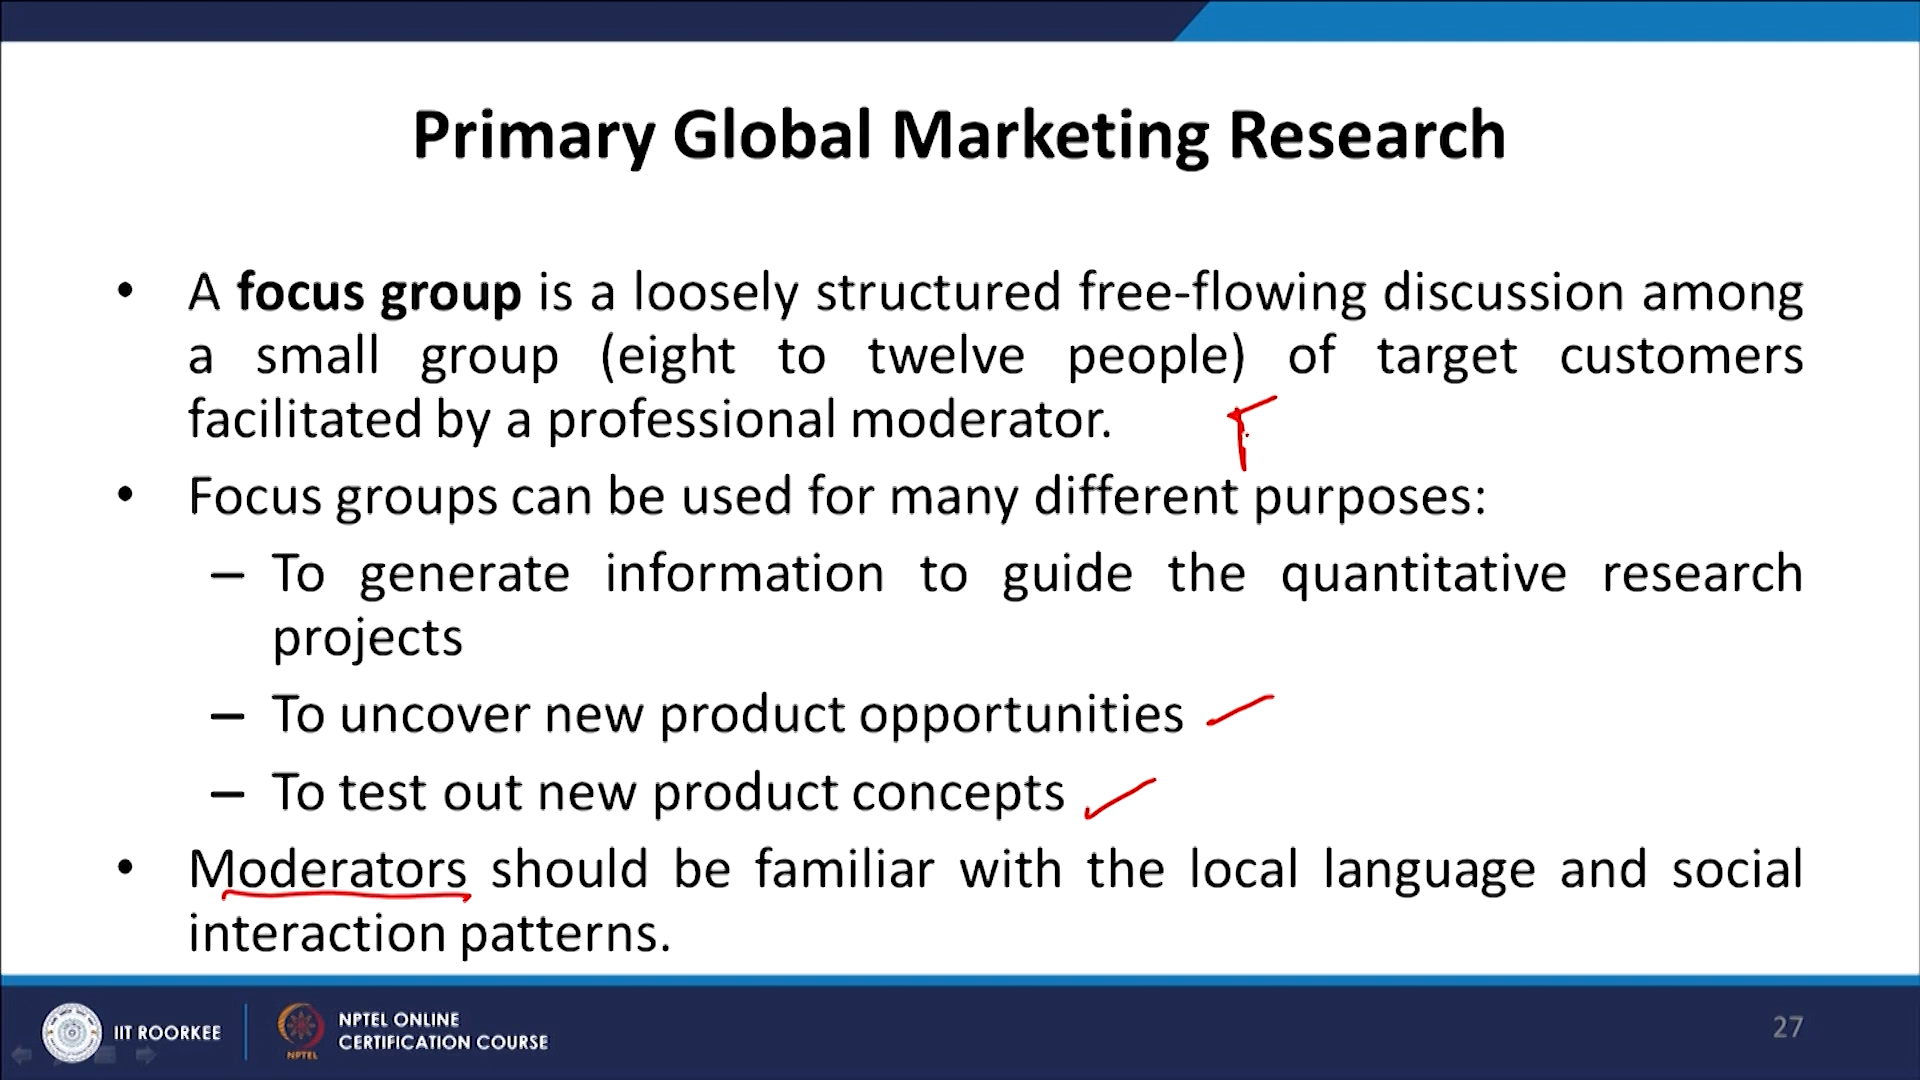 Primary Global Marketing Research
• A focus group is a loosely structured free-flowing discussion among
a small group (eight to twelve people) of target customers
facilitated by a professional moderator.
• Focus groups can be used for many different purposes:
– To generate information to guide the quantitative research
projects
– To uncover new product opportunities
– To test out new product concepts
• Moderators should be familiar with the local language and social
interaction patterns.
IIT ROORKEE
NPTEL
NPTEL ONLINE
CERTIFICATION COURSE
27